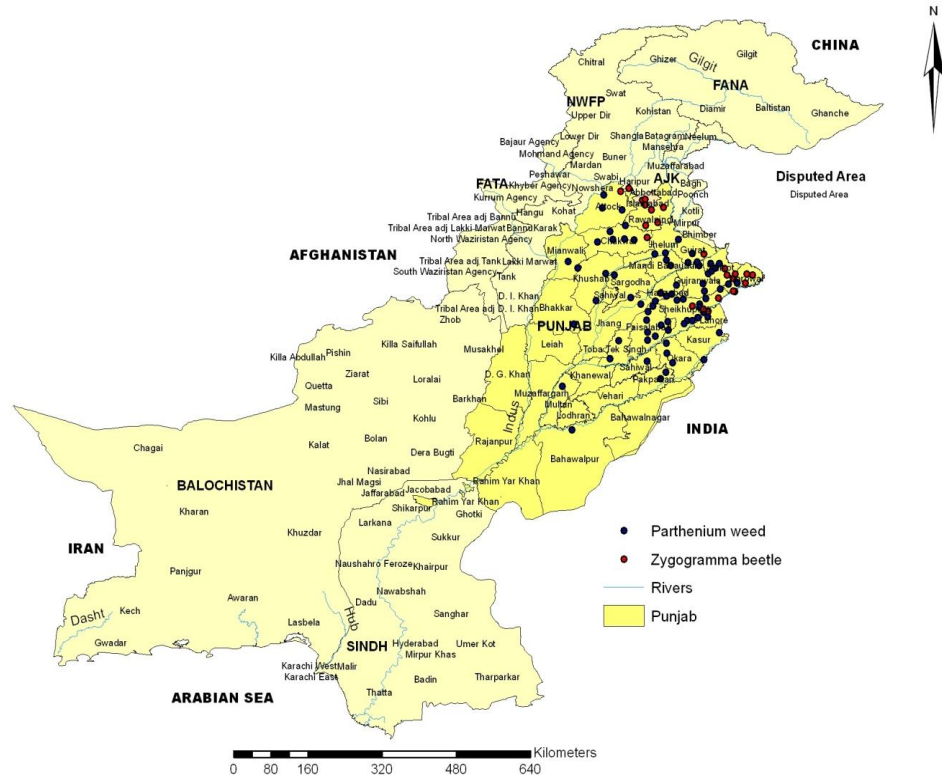 N
CHINA
Gilgit
Ghizer
Gilgit
Chitral
FANA
Swat
NWFP
Upper Dir
Kohistan
Diamir
Baltistan
Ghanche
Lower Dir
Shangla
Batagram
Neelum
Bajaur Agency
Mansehra
Mohmand Agency
Buner
Mardan
Muzaffarabad
Peshawar
Swabi
Haripur
AJK
Disputed Area
FATA
Khyber Agency
Nowshera
Abbottabad
Bagh
Disputed Area
Kurrum Agency
Poonch
Attock
Islamabad
Hangu
Kohat
Rawalpindi
Kotli
Tribal Area adj Bannu
Mirpur
Tribal Area adj Lakki Marwat
Bannu
Karak
Bhimber
North Waziristan Agency
Chakwal
Jhelum
AFGHANISTAN
Mianwali
Gujrat
Tribal Area adj Tank
Lakki Marwat
Mandi Bahauddin
South Waziristan Agency
Tank
Khushab
Sargodha
Gujranwala
D. I. Khan
Sahiwal S
Tribal Area adj D. I. Khan
Bhakkar
Sheikhupura
Zhob
PUNJAB
Jhang
Faisalabad
Lahore
Killa Saifullah
Musakhel
Leiah
Kasur
Killa Abdullah
Pishin
Toba Tek Singh
Okara
Ziarat
Loralai
D. G. Khan
Khanewal
Sahiwal
Quetta
Pakpattan
Sibi
Barkhan
Muzaffargarh
Vehari
Mastung
Multan
Kohlu
Lodhran
Bahawalnagar
Indus
INDIA
Bolan
Chagai
Kalat
Rajanpur
Dera Bugti
Bahawalpur
Nasirabad
BALOCHISTAN
Jhal Magsi
Rahim Yar Khan
Jaffarabad
Jacobabad
Rahim Yar Khan
Kharan
Shikarpur
Larkana
Ghotki
Khuzdar
Sukkur
Parthenium weed
IRAN
Naushahro Feroze
Khairpur
Zygogramma beetle
Panjgur
Nawabshah
Rivers
Awaran
Dadu
Kech
Sanghar
Punjab
Dasht
Lasbela
Hub
Gwadar
SINDH
Hyderabad
Umer Kot
Mirpur Khas
Karachi West
Malir
Karachi East
Badin
Tharparkar
ARABIAN SEA
Thatta
Kilometers
0 80 160 320 480 640